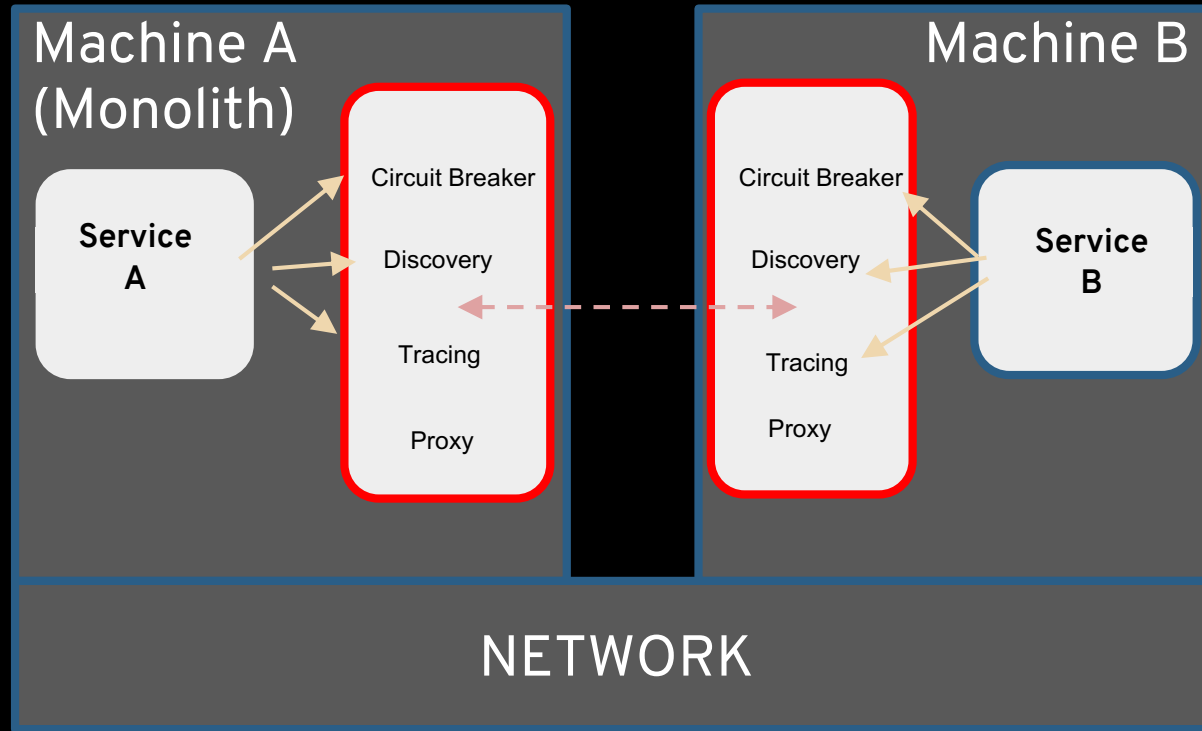 Machine A
(Monolith)
Service
A
Circuit Breaker
Discovery
Tracing
Proxy
Machine B
Circuit Breaker
Discovery
Tracing
Proxy
Service
B
NETWORK